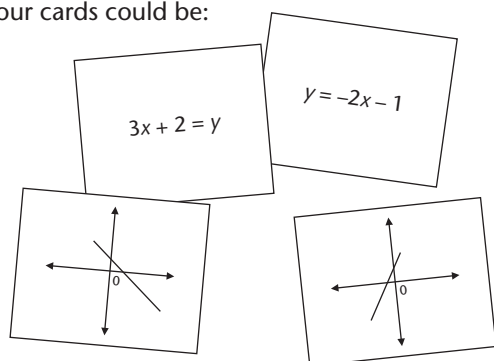 our cards could be:
3x + 2 = y
y = –2x – 1
0
0